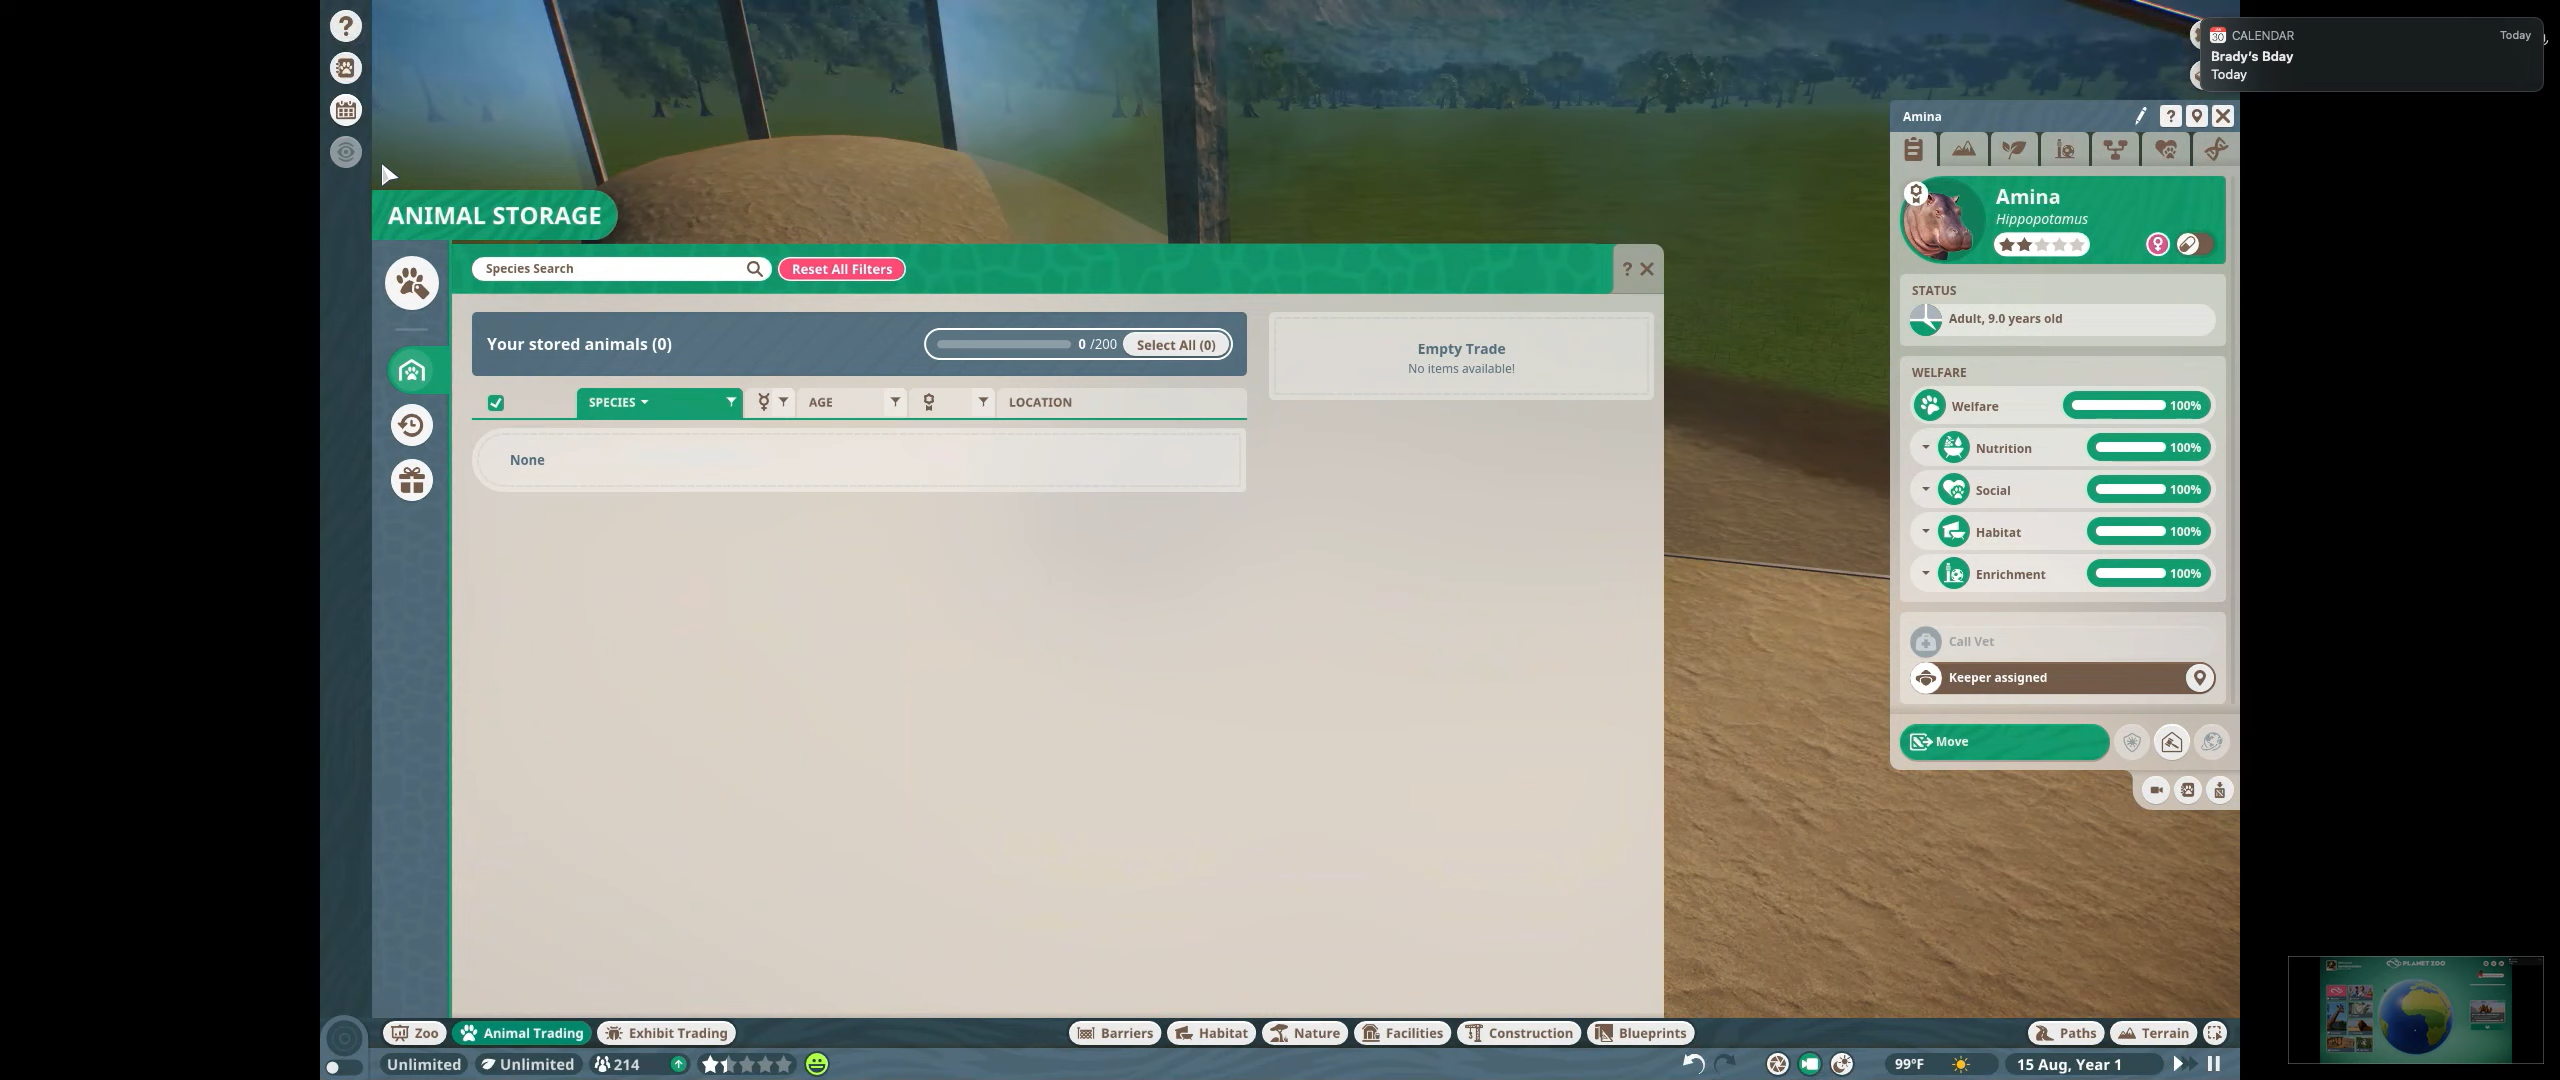 CALENDAR
Today
Brady's Bday
Today
ANIMAL STORAGE
Species Search
Reset All Filters
?
Your stored animals (0)
0 /200
Select All (0)
SPECIES
AGE
LOCATION
None
Empty Trade
No items available!
Amina
?
Amina
Hippopotamus
STATUS
Adult, 9.0 years old
WELFARE
Welfare
100%
Nutrition
100%
Social
100%
Habitat
100%
Enrichment
100%
Call Vet
Keeper assigned
Move
PLANET ZOO
Zoo
Animal Trading
Exhibit Trading
Barriers
Habitat
Nature
Facilities
Construction
Blueprints
Paths
Terrain
Unlimited
Unlimited
214
99°F
15 Aug, Year 1